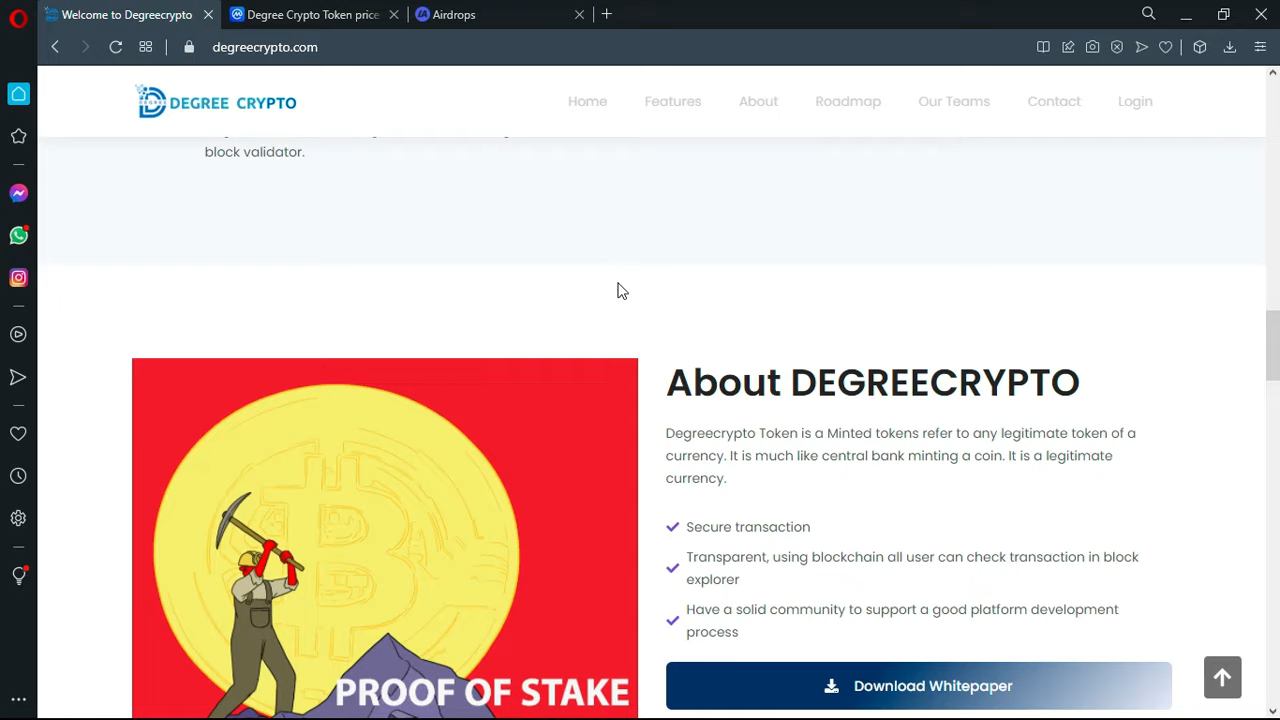 Welcome to Degreecrypto
Degree Crypto Token price
Airdrops
degreecrypto.com
DEGREE CRYPTO
Home
Features
About
Roadmap
Our Teams
Contact
Login
block validator.
About DEGREECRYPTO
Degreecrypto Token is a Minted tokens refer to any legitimate token of a
currency. It is much like central bank minting a coin. It is a legitimate
currency.
Secure transaction
Transparent, using blockchain all user can check transaction in block
explorer
Have a solid community to support a good platform development
process
PROOF OF STAKE
Download Whitepaper